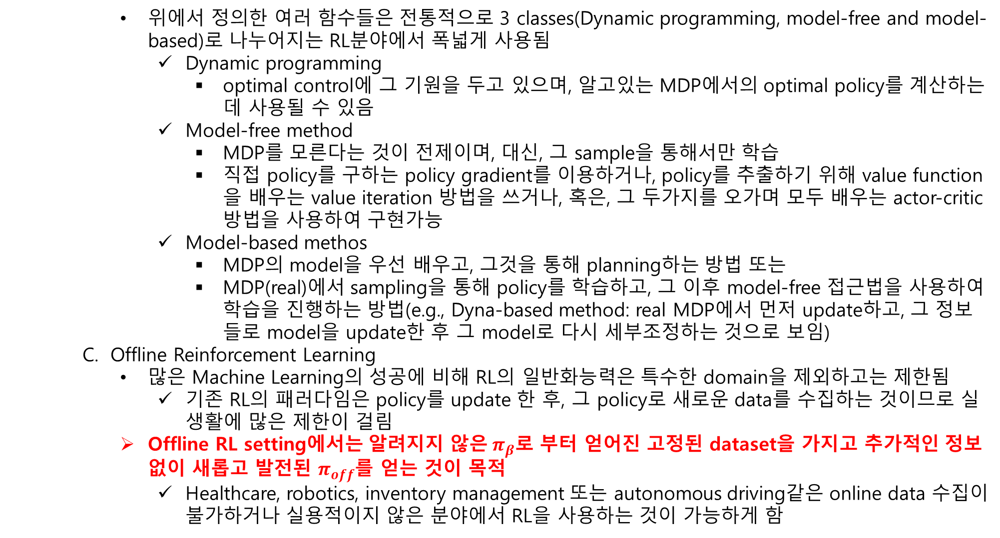 • 위에서 정의한 여러 함수들은 전통적으로 3 classes(Dynamic programming, model-free and model-
based)로 나누어지는 RL분야에서 폭넓게 사용됨
✓ Dynamic programming
▪ optimal control에 그 기원을 두고 있으며, 알고있는 MDP에서의 optimal policy를 계산하는
데 사용될 수 있음
✓ Model-free method
▪ MDP를 모른다는 것이 전제이며, 대신, 그 sample을 통해서만 학습
▪ 직접 policy를 구하는 policy gradient를 이용하거나, policy를 추출하기 위해 value function
을 배우는 value iteration 방법을 쓰거나, 혹은, 그 두가지를 오가며 모두 배우는 actor-critic
방법을 사용하여 구현가능
✓ Model-based methos
▪ MDP의 model을 우선 배우고, 그것을 통해 planning하는 방법 또는
▪ MDP(real)에서 sampling을 통해 policy를 학습하고, 그 이후 model-free 접근법을 사용하여
학습을 진행하는 방법(e.g., Dyna-based method: real MDP에서 먼저 update하고, 그 정보
들로 model을 update한 후 그 model로 다시 세부조정하는 것으로 보임)
C. Offline Reinforcement Learning
• 많은 Machine Learning의 성공에 비해 RL의 일반화능력은 특수한 domain을 제외하고는 제한됨
✓ 기존 RL의 패러다임은 policy를 update 한 후, 그 policy로 새로운 data를 수집하는 것이므로 실
생활에 많은 제한이 걸림
➢ Offline RL setting에서는 알려지지 않은 π_β로 부터 얻어진 고정된 dataset을 가지고 추가적인 정보
없이 새롭고 발전된 π_off를 얻는 것이 목적
✓ Healthcare, robotics, inventory management 또는 autonomous driving같은 online data 수집이
불가하거나 실용적이지 않은 분야에서 RL을 사용하는 것이 가능하게 함